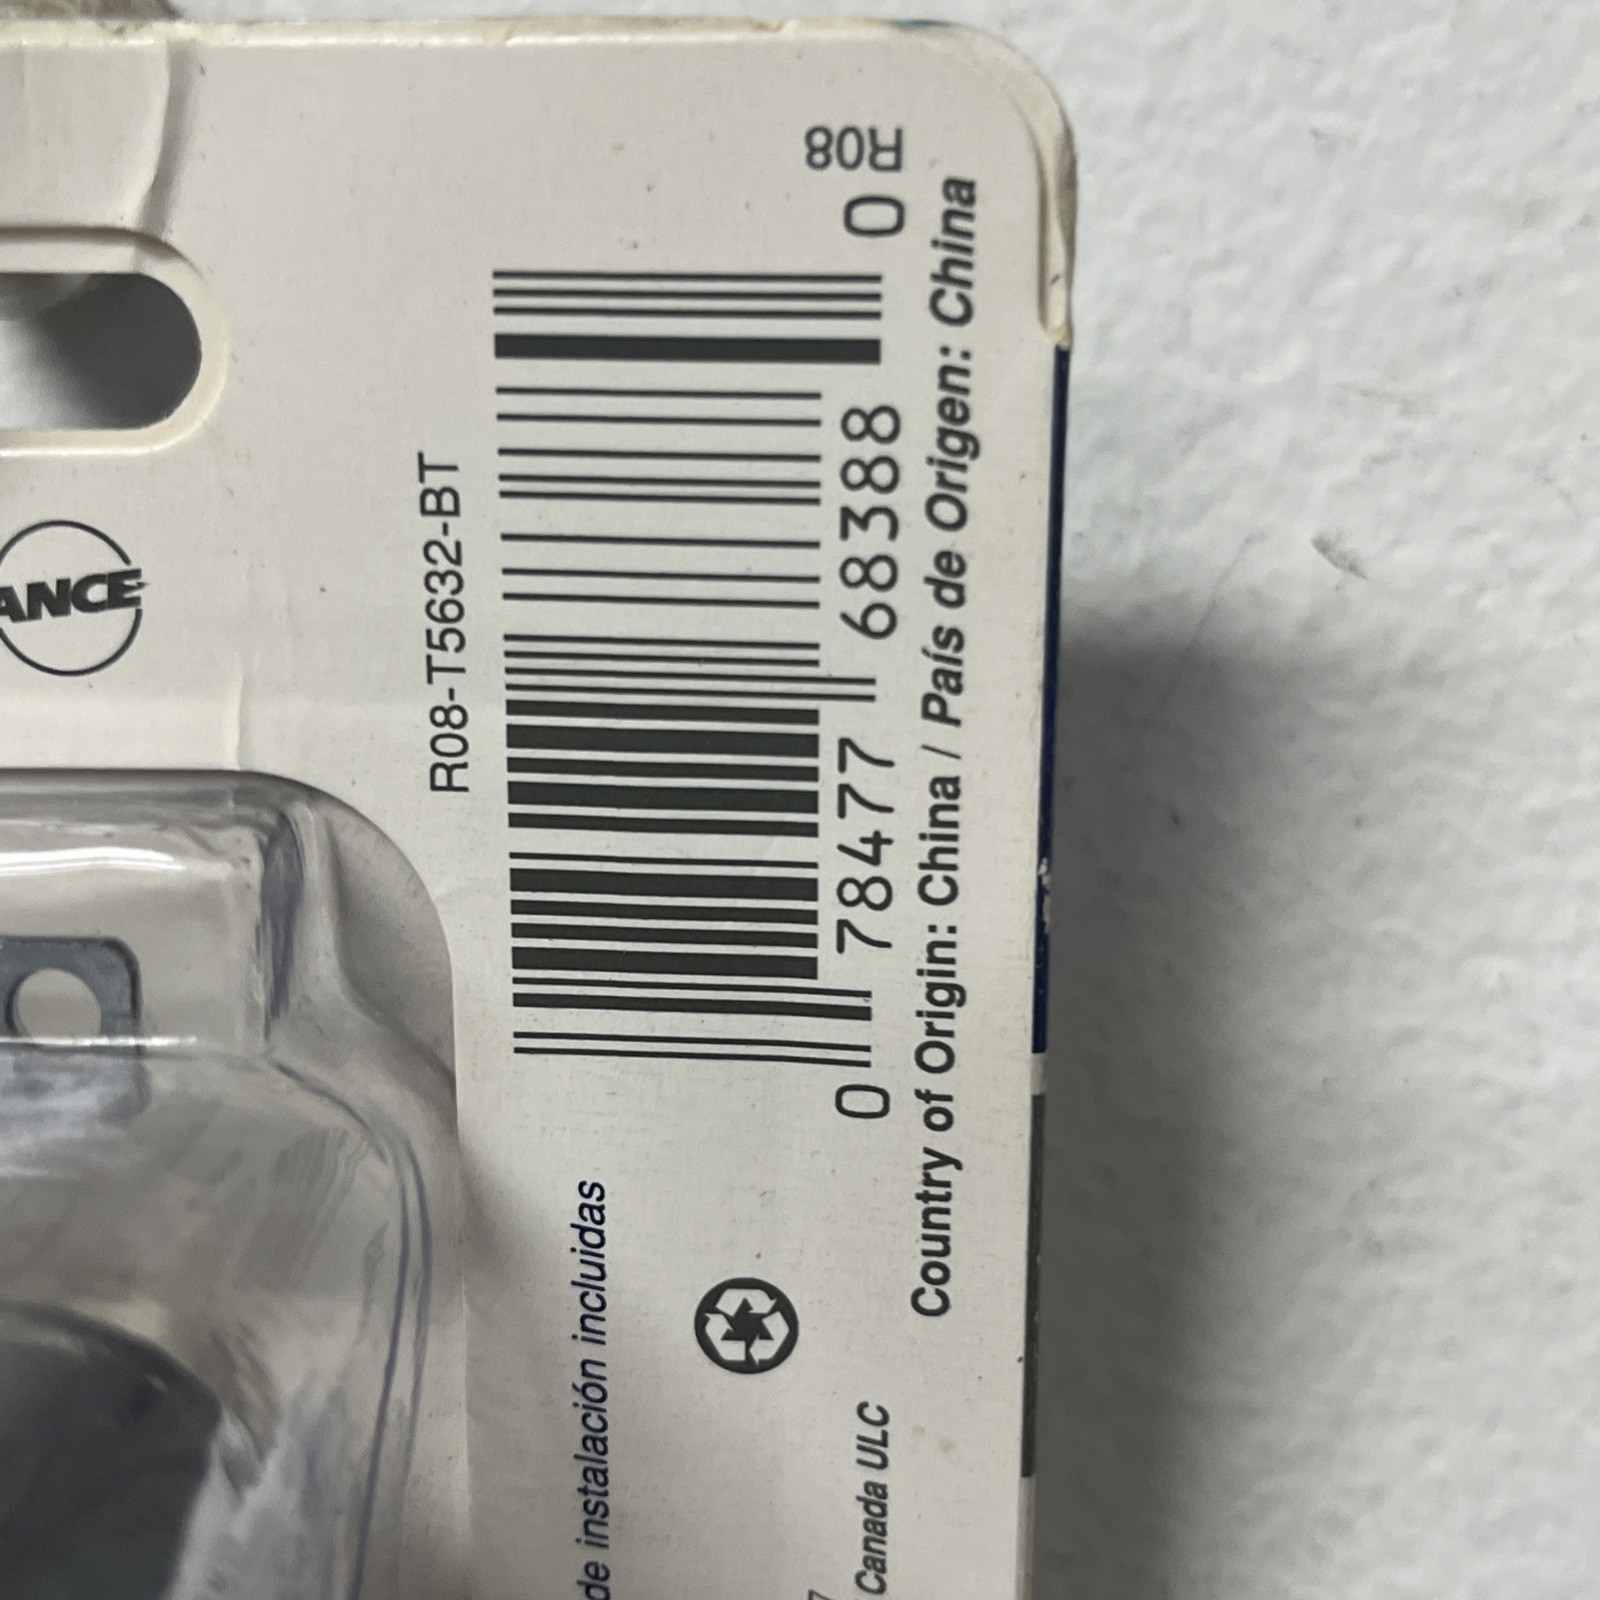 ANCE
R08-T5632-BT
0 78477 68388 0
R08
Country of Origin: China / País de Origen: China
de instalación incluidas
Canada ULC